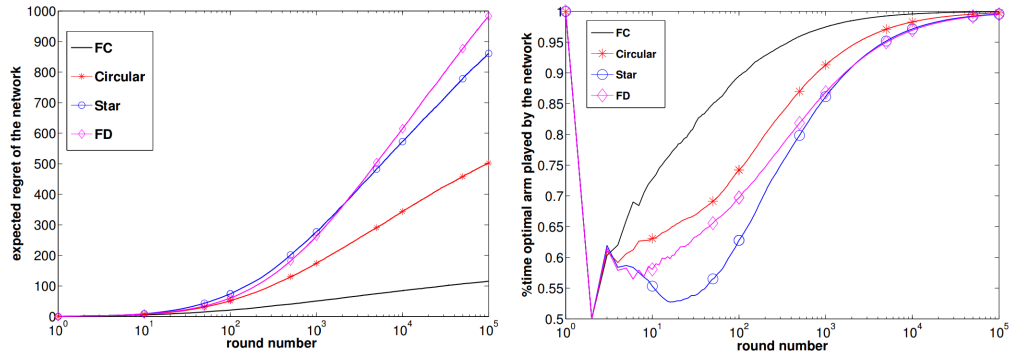 1000
900
800
700
600
500
400
300
200
100
0
expected regret of the network
FC
Circular
Star
FD
10^0 10^1 10^2 10^3 10^4 10^5
round number
1
0.95
0.9
0.85
0.8
0.75
0.7
0.65
0.6
0.55
0.5
%time optimal arm played by the network
FC
Circular
Star
FD
10^0 10^1 10^2 10^3 10^4 10^5
round number